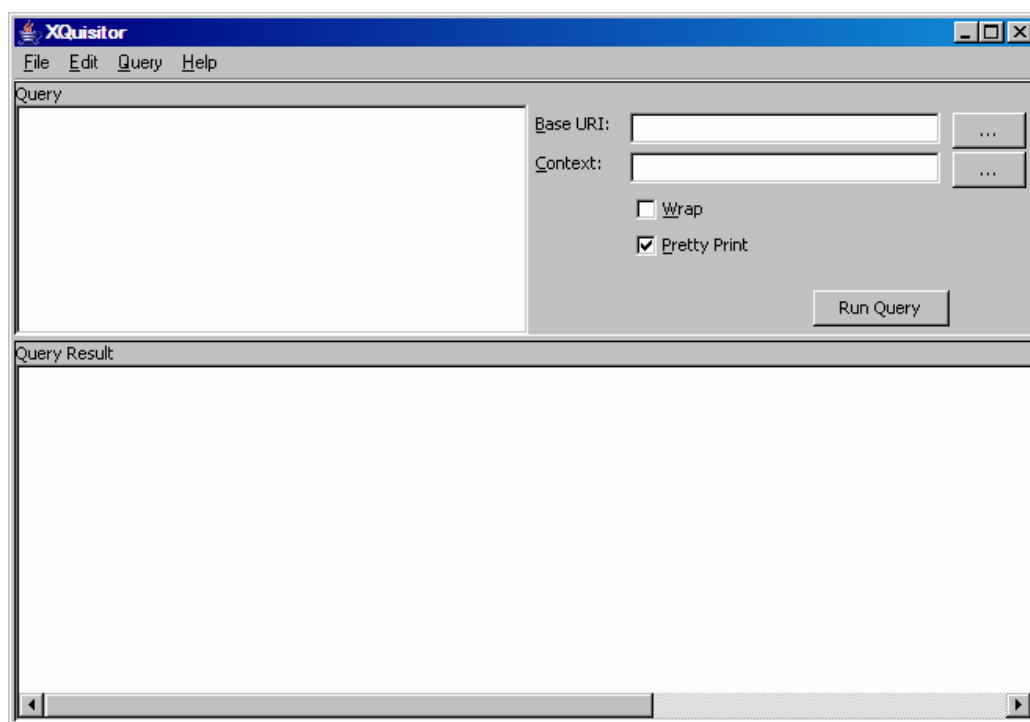 XQuisitor
File Edit Query Help
Query
Base URI: ...
Context: ...
Wrap
Pretty Print
Run Query
Query Result